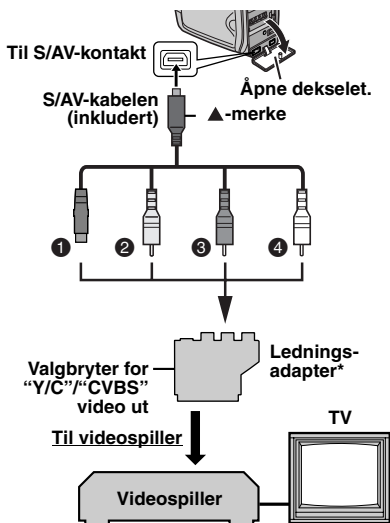 Til S/AV-kontakt
Åpne dekselet.
S/AV-kabelen
(inkludert)
▲-merke
❶ ❷ ❸ ❹
Valgbryter for
“Y/C”/“CVBS”
video ut
Lednings-
adapter*
Til videospiller
TV
Videospiller